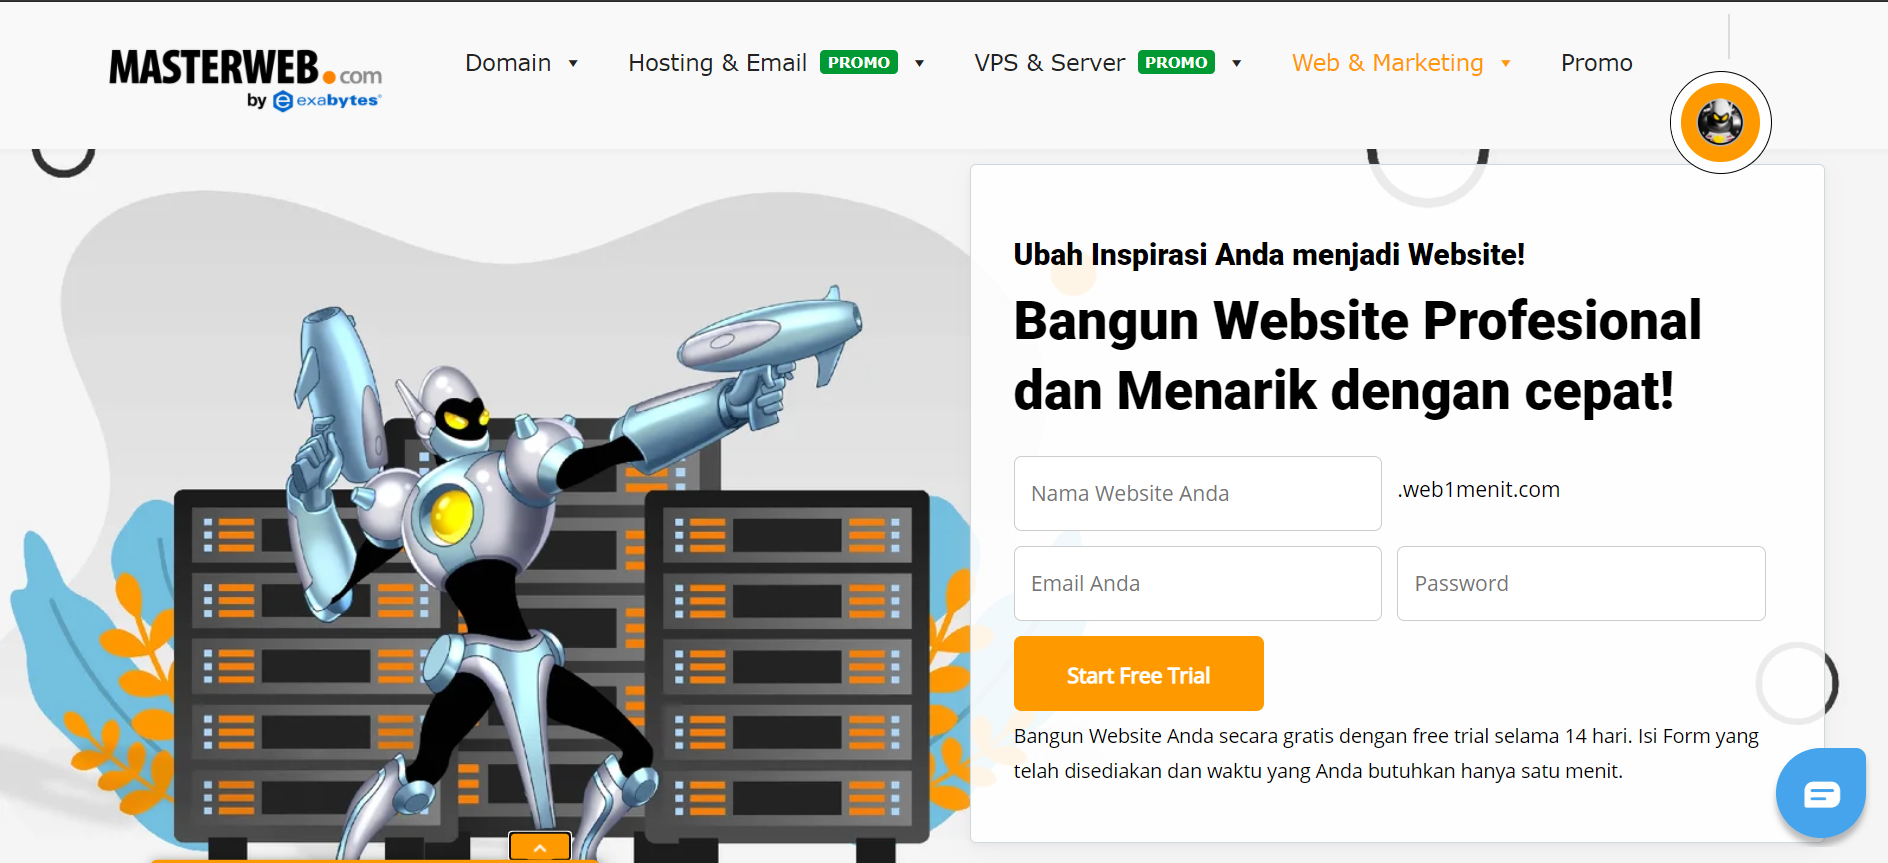 MASTERWEB.com
by exabytes
Domain
Hosting & Email PROMO
VPS & Server PROMO
Web & Marketing
Promo
Ubah Inspirasi Anda menjadi Website!
Bangun Website Profesional
dan Menarik dengan cepat!
Nama Website Anda
.web1menit.com
Email Anda
Password
Start Free Trial
Bangun Website Anda secara gratis dengan free trial selama 14 hari. Isi Form yang
telah disediakan dan waktu yang Anda butuhkan hanya satu menit.